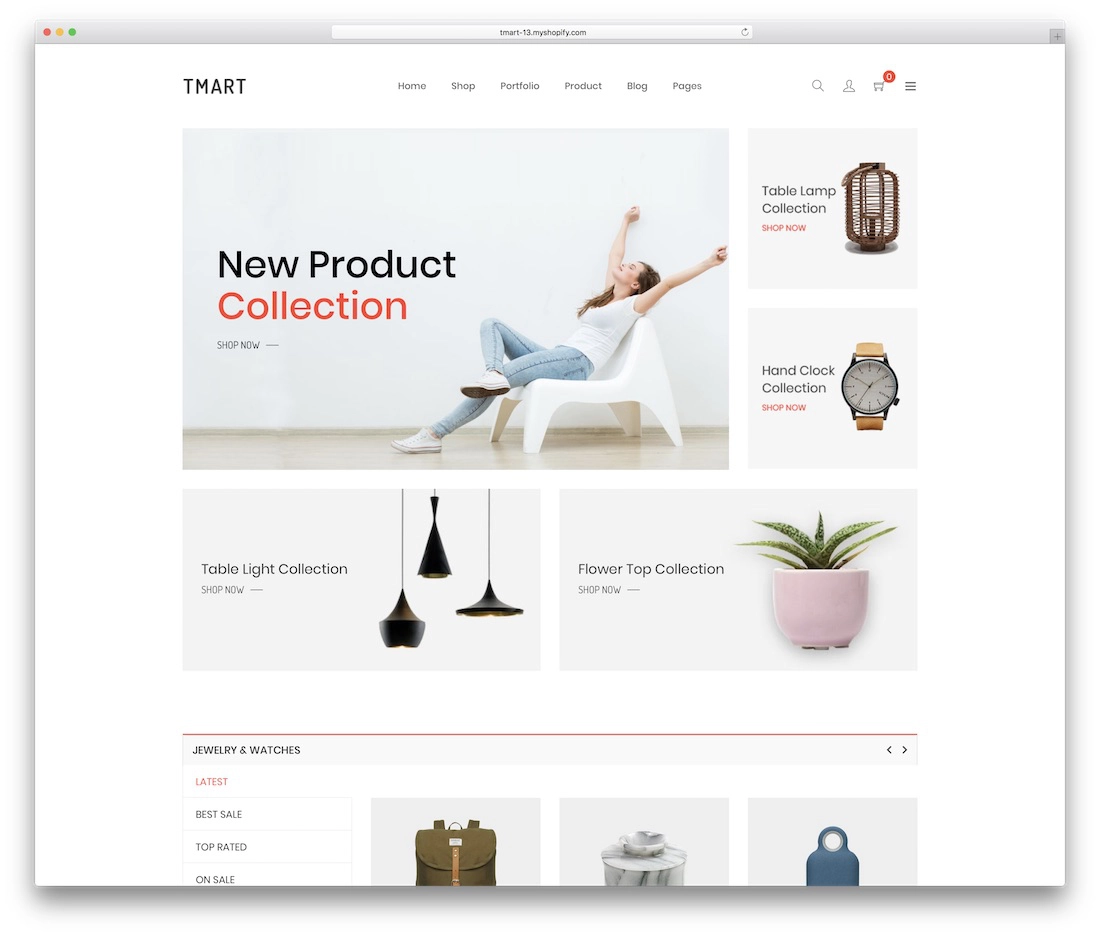 tmart-13.myshopify.com
TMART
Home Shop Portfolio Product Blog Pages
0
New Product
Collection
SHOP NOW
Table Lamp
Collection
SHOP NOW
Hand Clock
Collection
SHOP NOW
Table Light Collection
SHOP NOW
Flower Top Collection
SHOP NOW
JEWELRY & WATCHES
LATEST
BEST SALE
TOP RATED
ON SALE